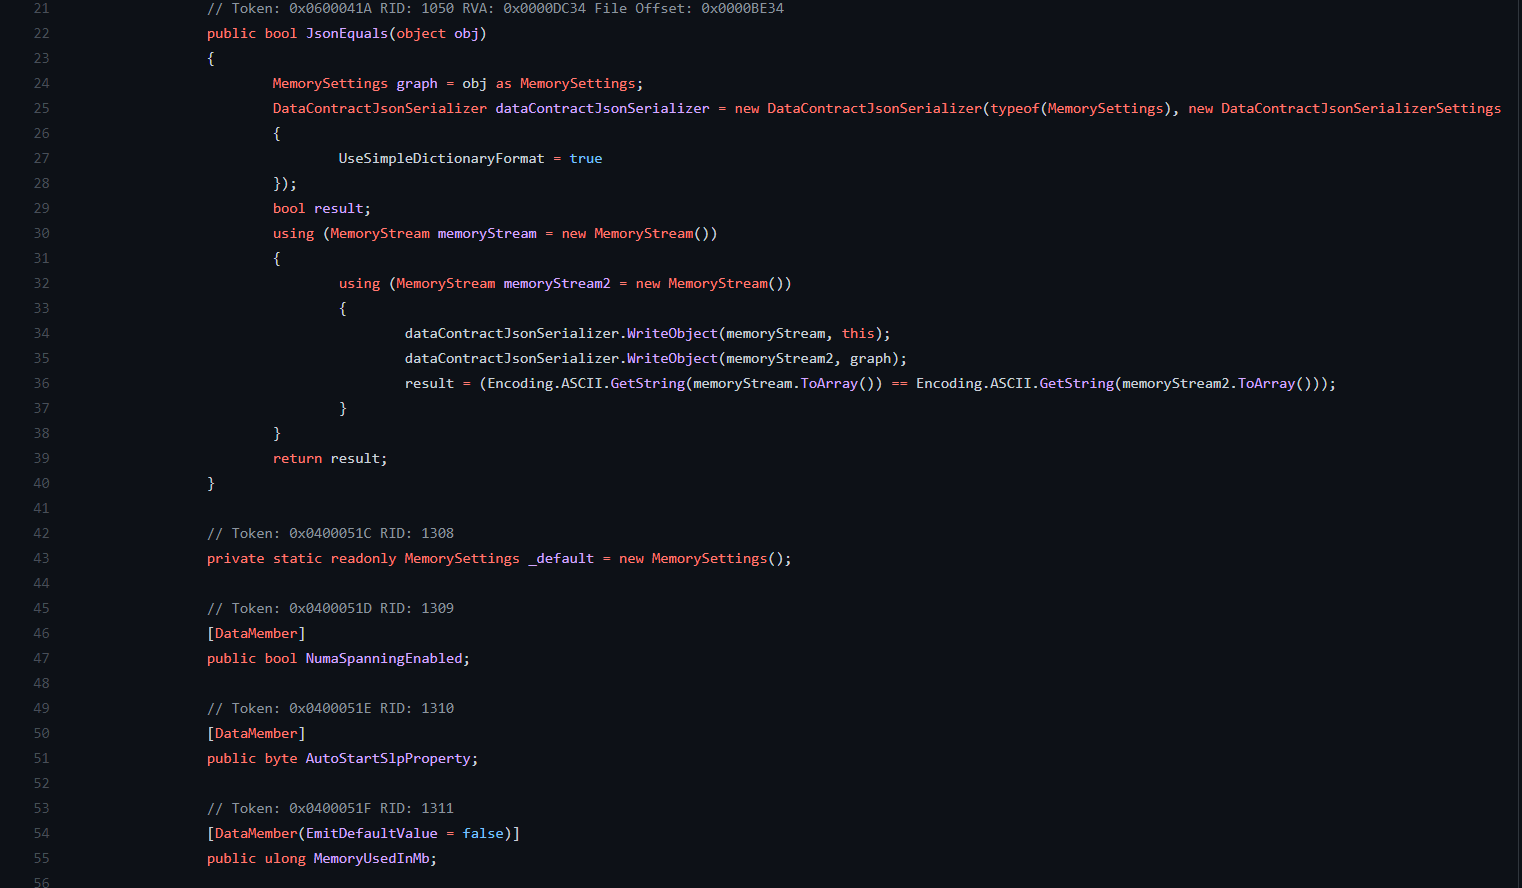 21 // Token: 0x0600041A RID: 1050 RVA: 0x0000DC34 File Offset: 0x0000BE34
22 public bool JsonEquals(object obj)
23 {
24 MemorySettings graph = obj as MemorySettings;
25 DataContractJsonSerializer dataContractJsonSerializer = new DataContractJsonSerializer(typeof(MemorySettings), new DataContractJsonSerializerSettings
26 {
27 UseSimpleDictionaryFormat = true
28 });
29 bool result;
30 using (MemoryStream memoryStream = new MemoryStream())
31 {
32 using (MemoryStream memoryStream2 = new MemoryStream())
33 {
34 dataContractJsonSerializer.WriteObject(memoryStream, this);
35 dataContractJsonSerializer.WriteObject(memoryStream2, graph);
36 result = (Encoding.ASCII.GetString(memoryStream.ToArray()) == Encoding.ASCII.GetString(memoryStream2.ToArray()));
37 }
38 }
39 return result;
40 }
41
42 // Token: 0x0400051C RID: 1308
43 private static readonly MemorySettings _default = new MemorySettings();
44
45 // Token: 0x0400051D RID: 1309
46 [DataMember]
47 public bool NumaSpanningEnabled;
48
49 // Token: 0x0400051E RID: 1310
50 [DataMember]
51 public byte AutoStartSlpProperty;
52
53 // Token: 0x0400051F RID: 1311
54 [DataMember(EmitDefaultValue = false)]
55 public ulong MemoryUsedInMb;
56